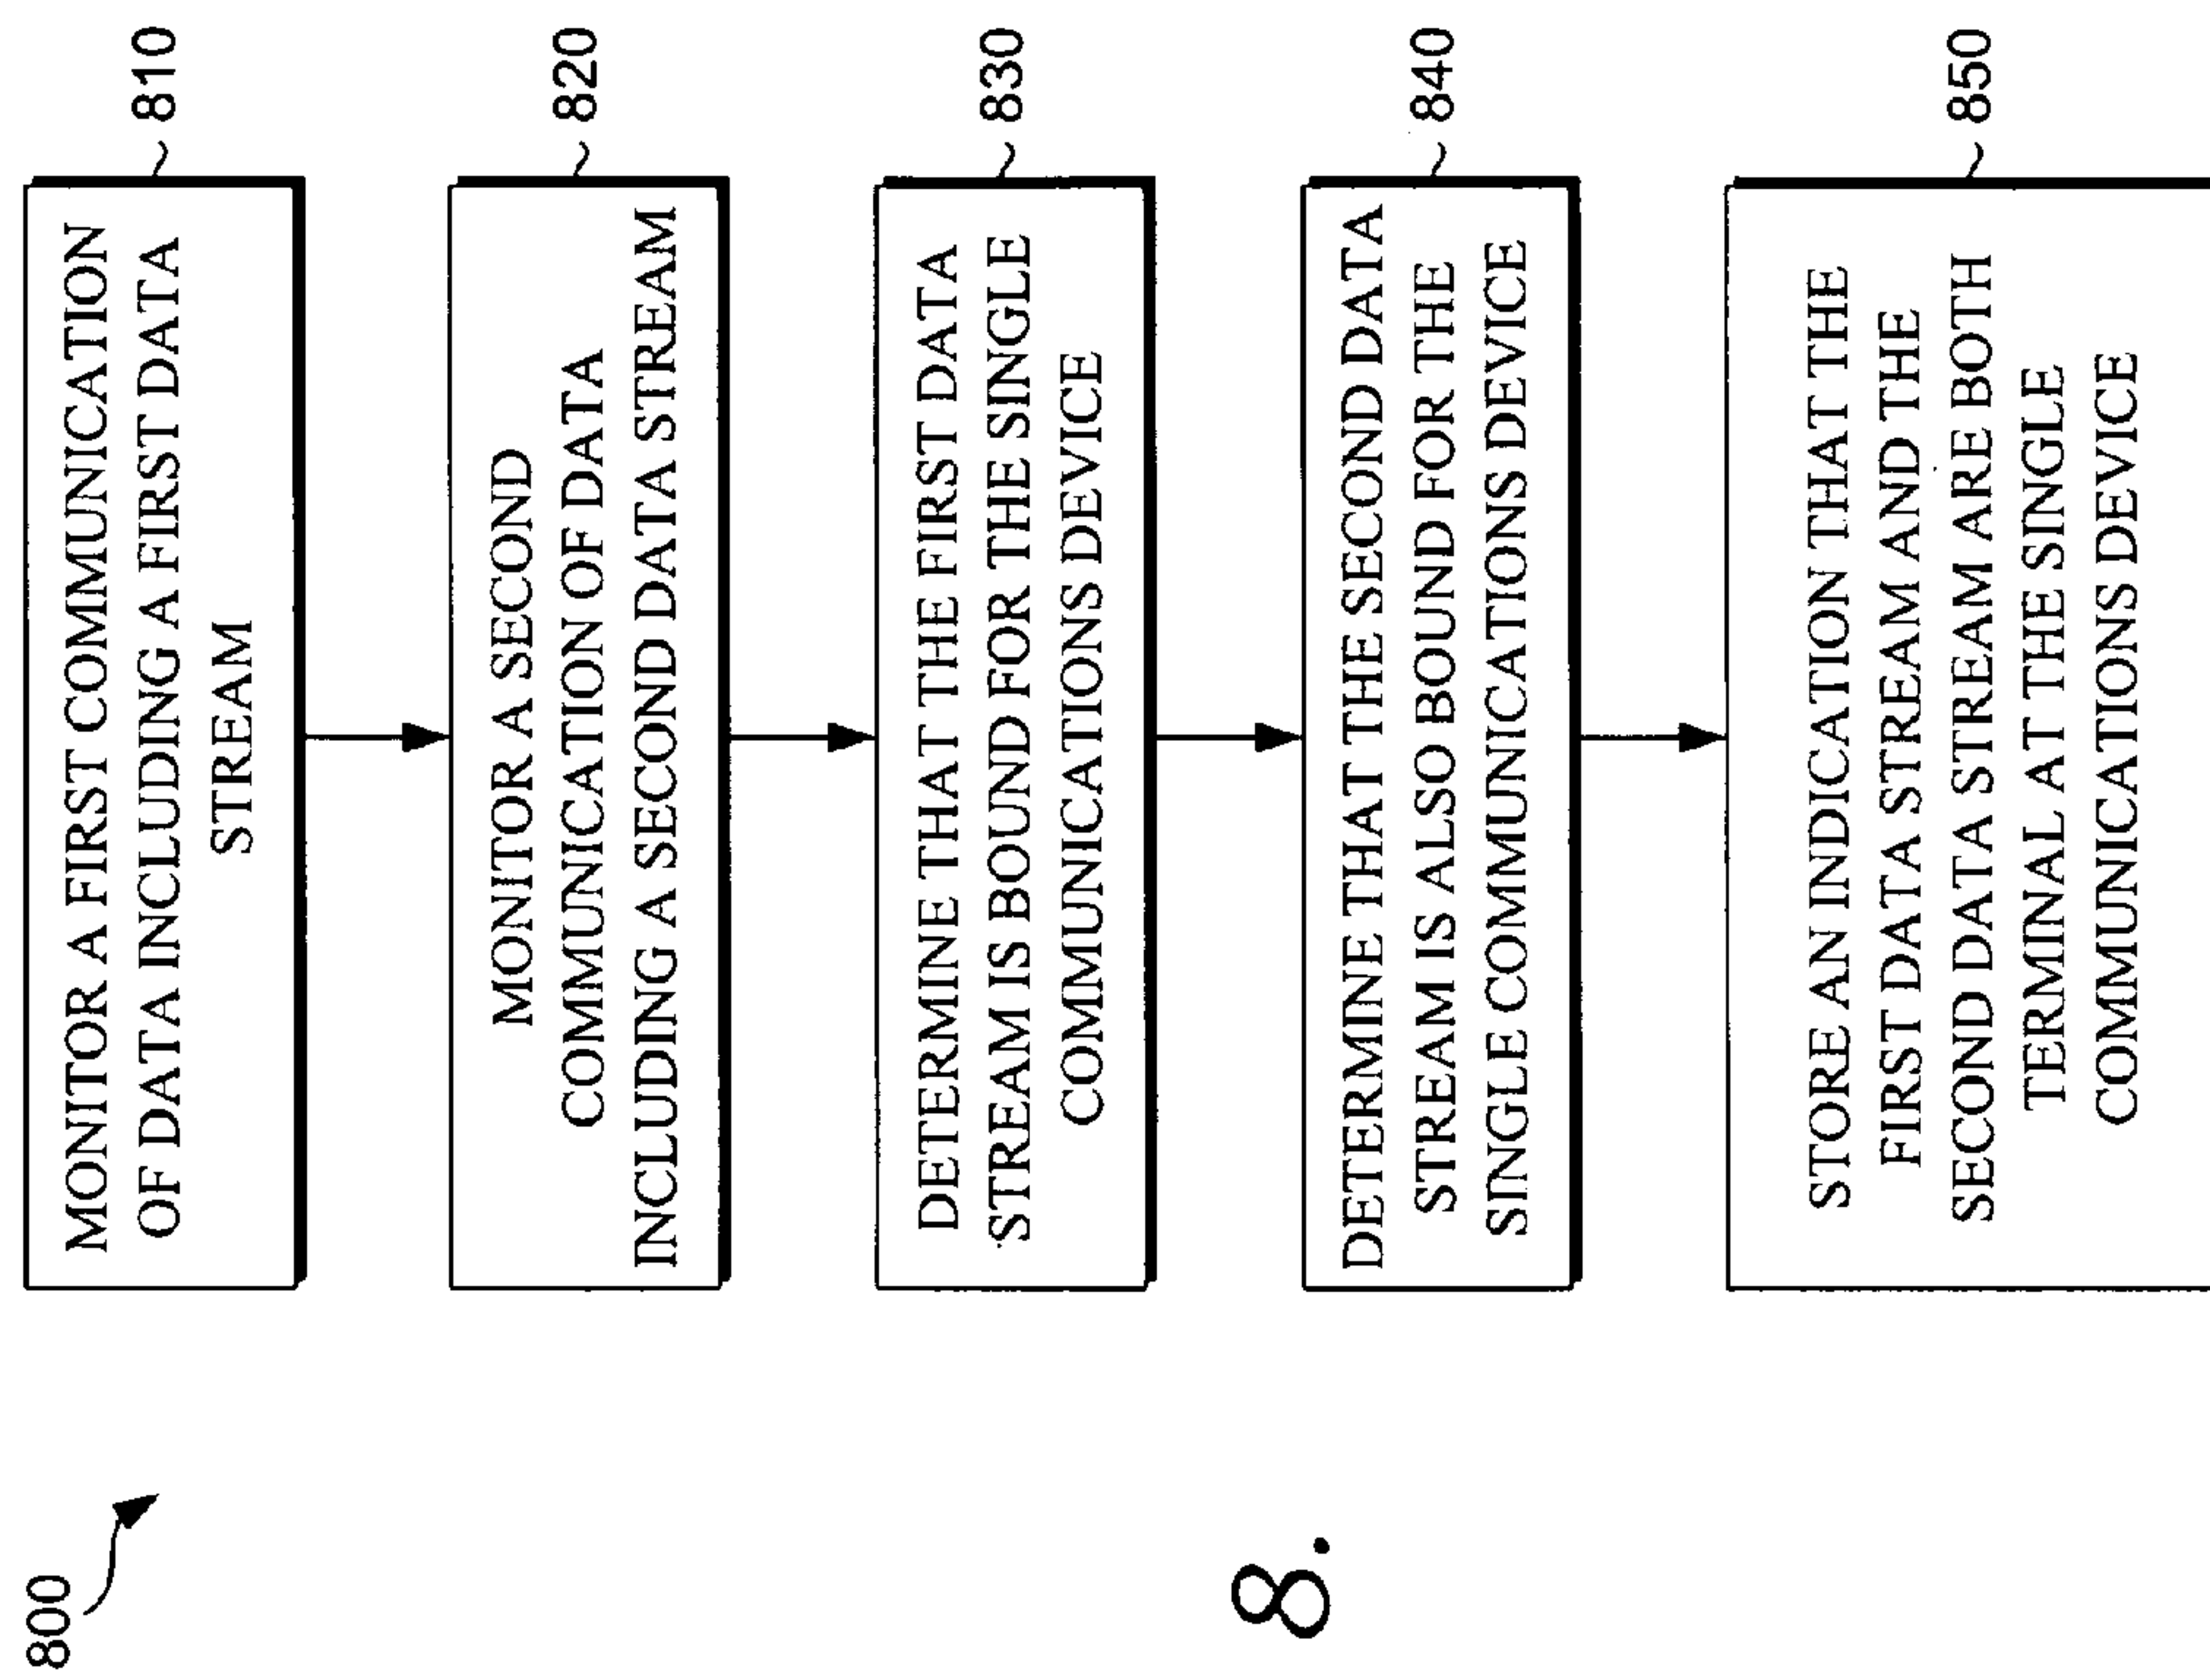 800
MONITOR A FIRST COMMUNICATION
OF DATA INCLUDING A FIRST DATA
STREAM
810
MONITOR A SECOND
COMMUNICATION OF DATA
INCLUDING A SECOND DATA STREAM
820
DETERMINE THAT THE FIRST DATA
STREAM IS BOUND FOR THE SINGLE
COMMUNICATIONS DEVICE
830
DETERMINE THAT THE SECOND DATA
STREAM IS ALSO BOUND FOR THE
SINGLE COMMUNICATIONS DEVICE
840
STORE AN INDICATION THAT THE
FIRST DATA STREAM AND THE
SECOND DATA STREAM ARE BOTH
TERMINAL AT THE SINGLE
COMMUNICATIONS DEVICE
850
8.